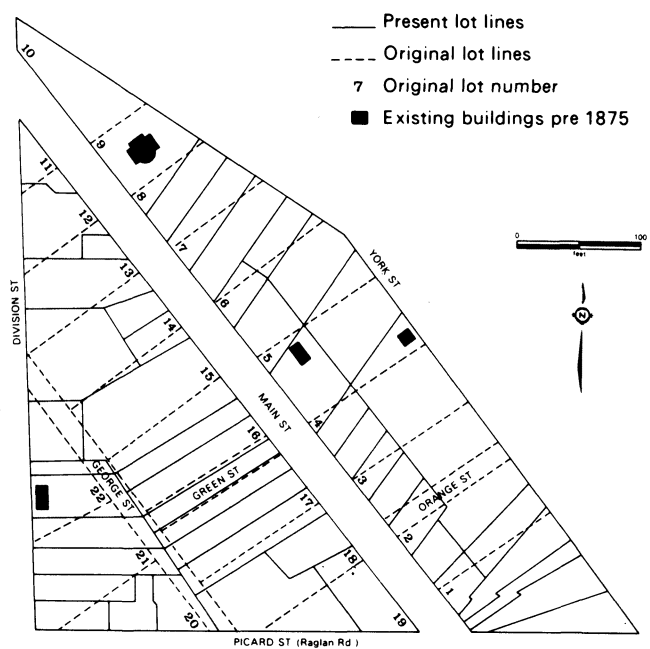 Present lot lines
Original lot lines
7 Original lot number
Existing buildings pre 1875
0 100
feet
N
YORK ST
DIVISION ST
MAIN ST
GEORGE ST
GREEN ST
ORANGE ST
PICARD ST (Raglan Rd )
10
9
8
7
6
5
4
3
2
1
11
12
13
14
15
16
17
18
19
22
21
20